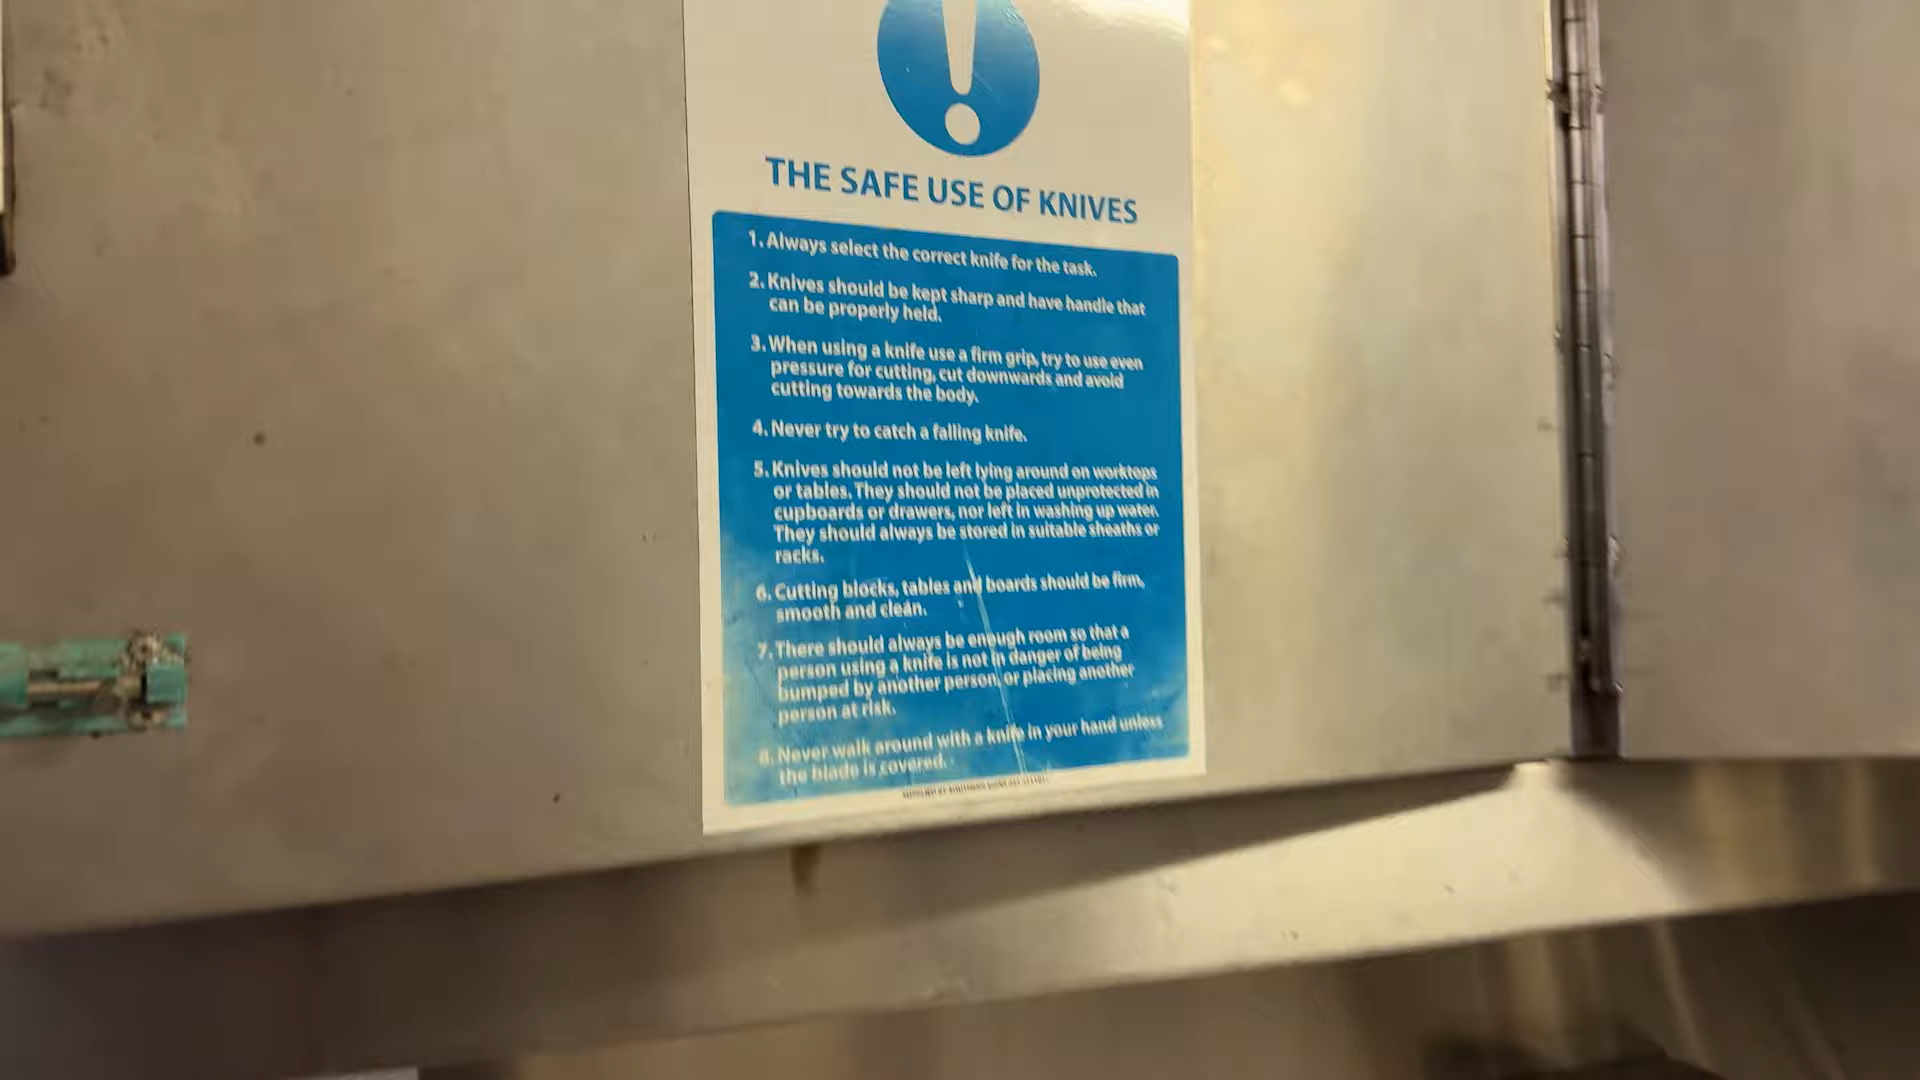 THE SAFE USE OF KNIVES
1. Always select the correct knife for the task.
2. Knives should be kept sharp and have handle that
can be properly held.
3. When using a knife use a firm grip, try to use even
pressure for cutting, cut downwards and avoid
cutting towards the body.
4. Never try to catch a falling knife.
5. Knives should not be left lying around on worktops
or tables. They should not be placed unprotected in
cupboards or drawers, nor left in washing up water.
They should always be stored in suitable sheaths or
racks.
6. Cutting blocks, tables and boards should be firm,
smooth and clean.
7. There should always be enough room so that a
person using a knife is not in danger of being
bumped by another person, or placing another
person at risk.
8. Never walk around with a knife in your hand unless
the blade is covered.